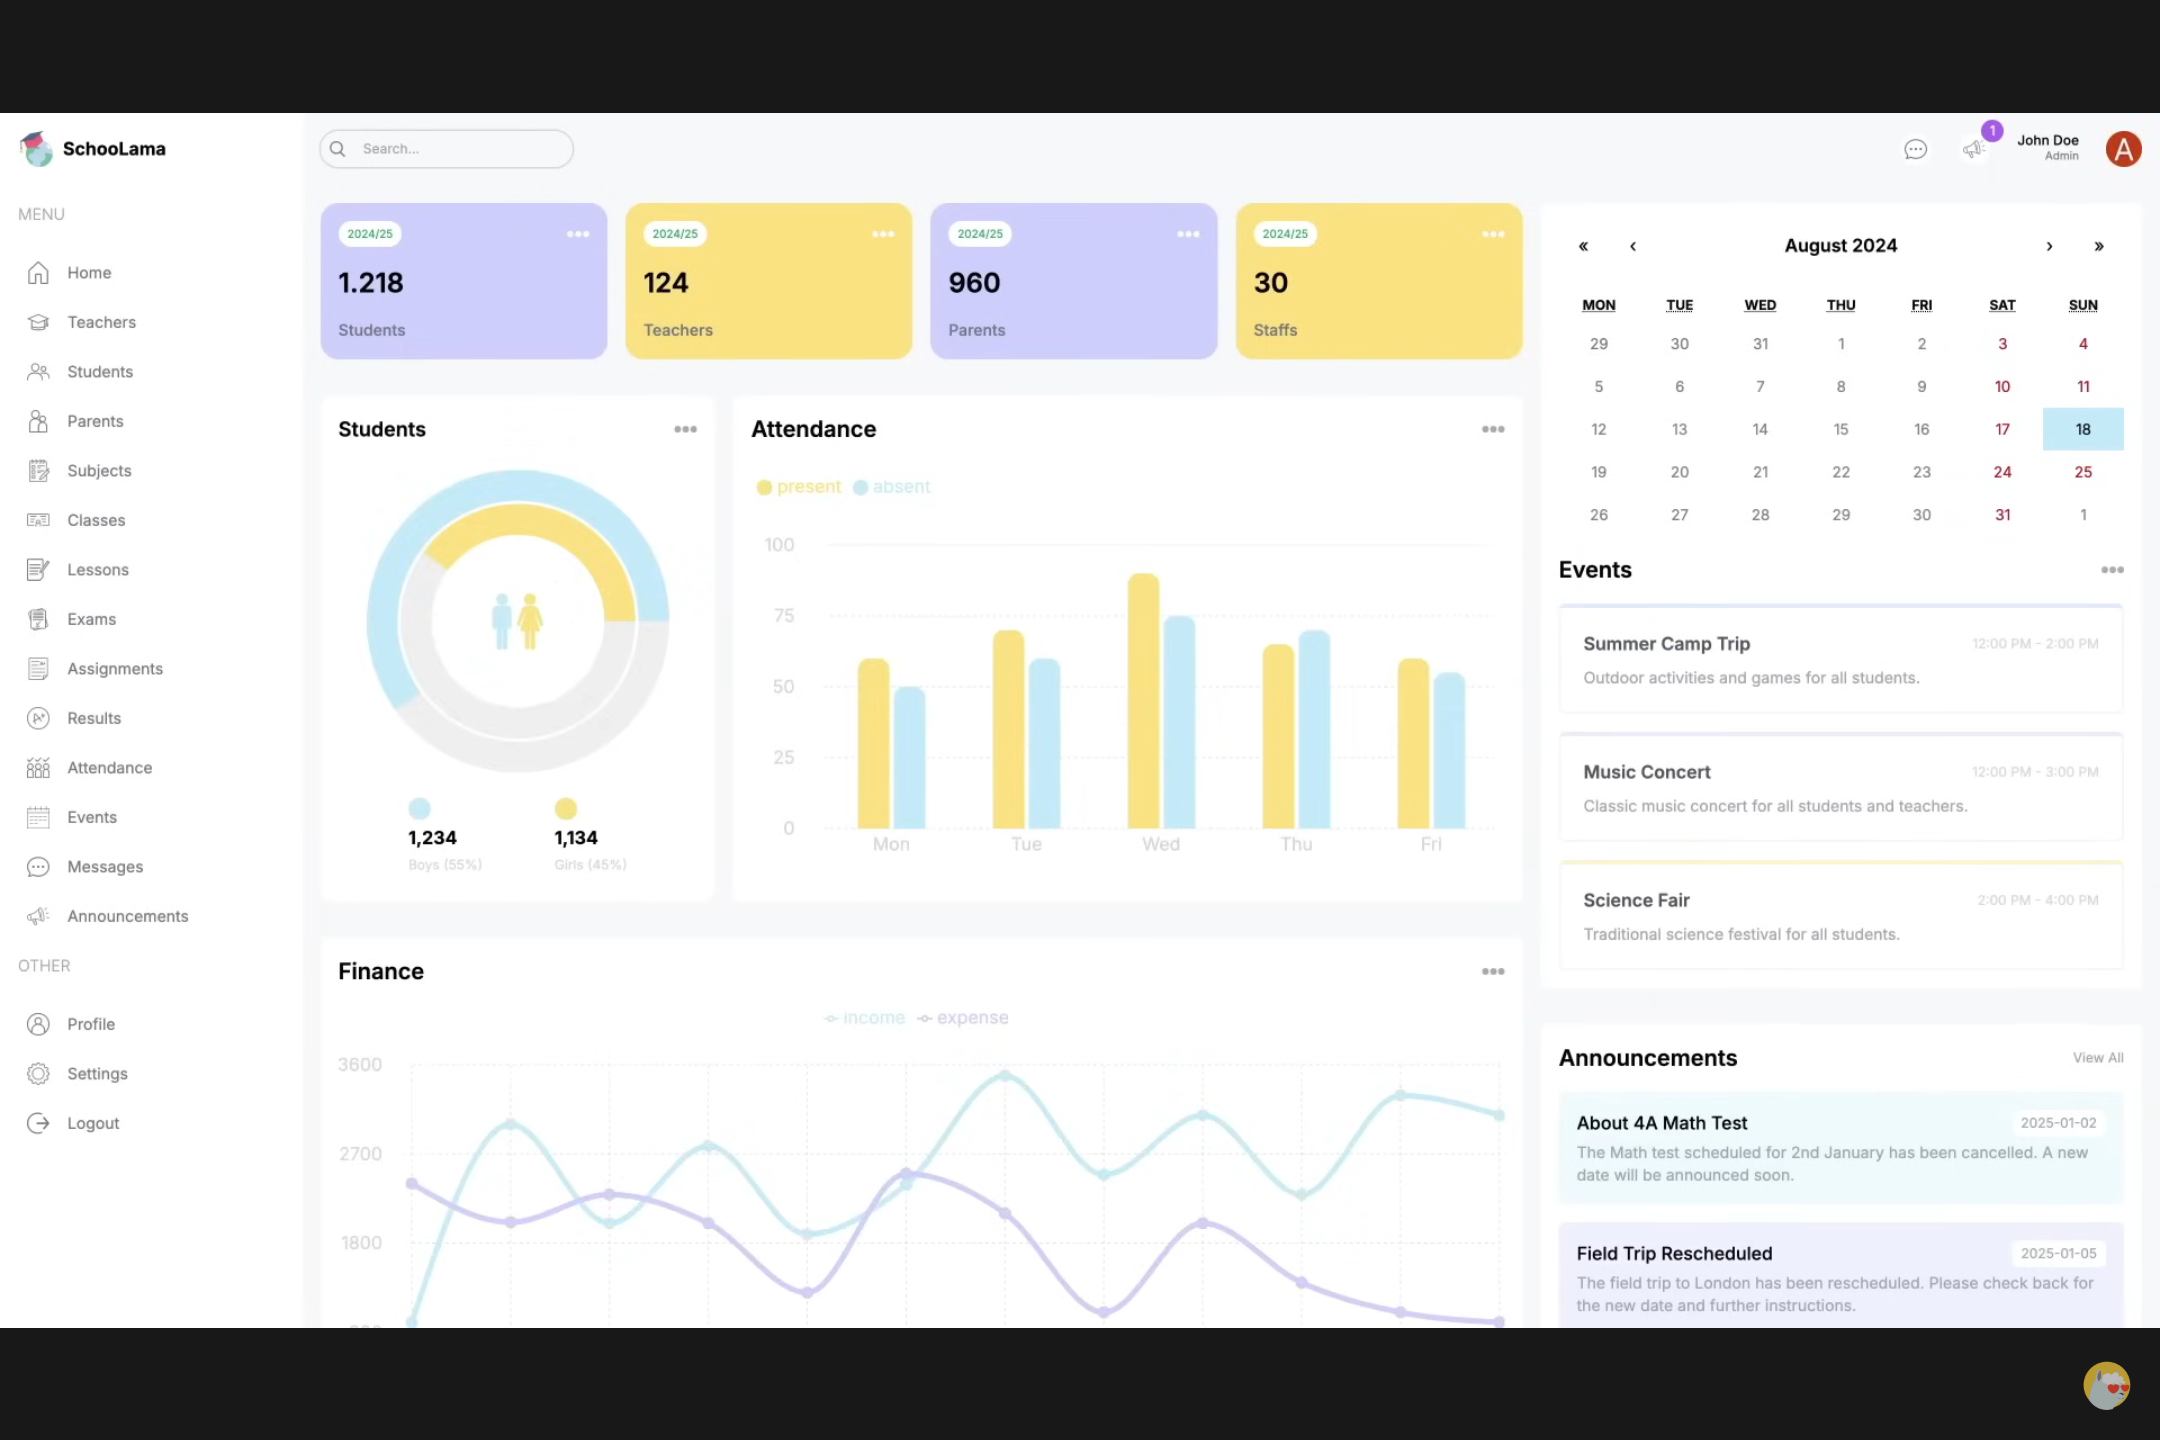 SchooLama
Search...
1
John Doe
Admin
A
MENU
Home
Teachers
Students
Parents
Subjects
Classes
Lessons
Exams
Assignments
Results
Attendance
Events
Messages
Announcements
OTHER
Profile
Settings
Logout
2024/25
1.218
Students
2024/25
124
Teachers
2024/25
960
Parents
2024/25
30
Staffs
Students
1,234
Boys (55%)
1,134
Girls (45%)
Attendance
present absent
100
75
50
25
0
Mon Tue Wed Thu Fri
Finance
income expense
3600
2700
1800
« ‹ August 2024 › »
MON TUE WED THU FRI SAT SUN
29 30 31 1 2 3 4
5 6 7 8 9 10 11
12 13 14 15 16 17 18
19 20 21 22 23 24 25
26 27 28 29 30 31 1
Events
Summer Camp Trip 12:00 PM - 2:00 PM
Outdoor activities and games for all students.
Music Concert 12:00 PM - 3:00 PM
Classic music concert for all students and teachers.
Science Fair 2:00 PM - 4:00 PM
Traditional science festival for all students.
Announcements View All
About 4A Math Test 2025-01-02
The Math test scheduled for 2nd January has been cancelled. A new
date will be announced soon.
Field Trip Rescheduled 2025-01-05
The field trip to London has been rescheduled. Please check back for
the new date and further instructions.